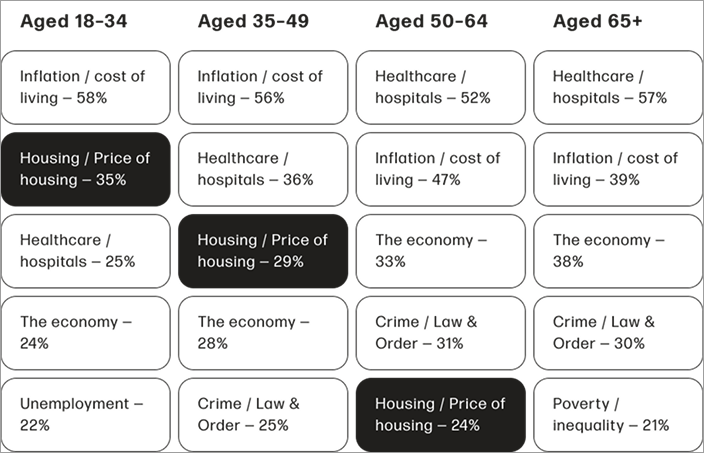 Aged 18–34
Inflation / cost of
living – 58%
Housing / Price of
housing – 35%
Healthcare /
hospitals – 25%
The economy –
24%
Unemployment –
22%
Aged 35–49
Inflation / cost of
living – 56%
Healthcare /
hospitals – 36%
Housing / Price of
housing – 29%
The economy –
28%
Crime / Law &
Order – 25%
Aged 50–64
Healthcare /
hospitals – 52%
Inflation / cost of
living – 47%
The economy –
33%
Crime / Law &
Order – 31%
Housing / Price of
housing – 24%
Aged 65+
Healthcare /
hospitals – 57%
Inflation / cost of
living – 39%
The economy –
38%
Crime / Law &
Order – 30%
Poverty /
inequality – 21%